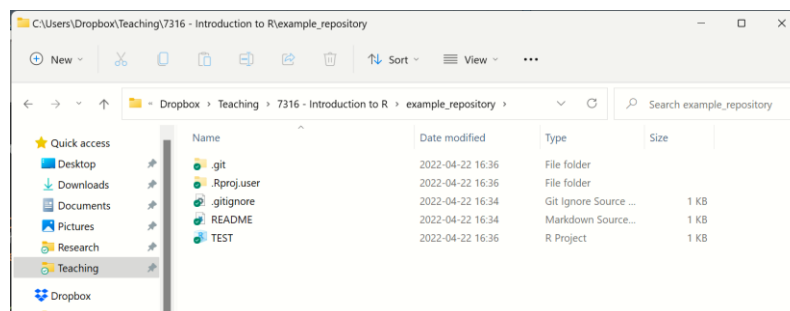 C:\Users\Dropbox\Teaching\7316 - Introduction to R\example_repository
New
Sort
View
Dropbox > Teaching > 7316 - Introduction to R > example_repository >
Search example_repository
Quick access
Desktop
Downloads
Documents
Pictures
Research
Teaching
Dropbox
Name Date modified Type Size
.git 2022-04-22 16:36 File folder
.Rproj.user 2022-04-22 16:36 File folder
.gitignore 2022-04-22 16:34 Git Ignore Source ... 1 KB
README 2022-04-22 16:34 Markdown Source... 1 KB
TEST 2022-04-22 16:36 R Project 1 KB